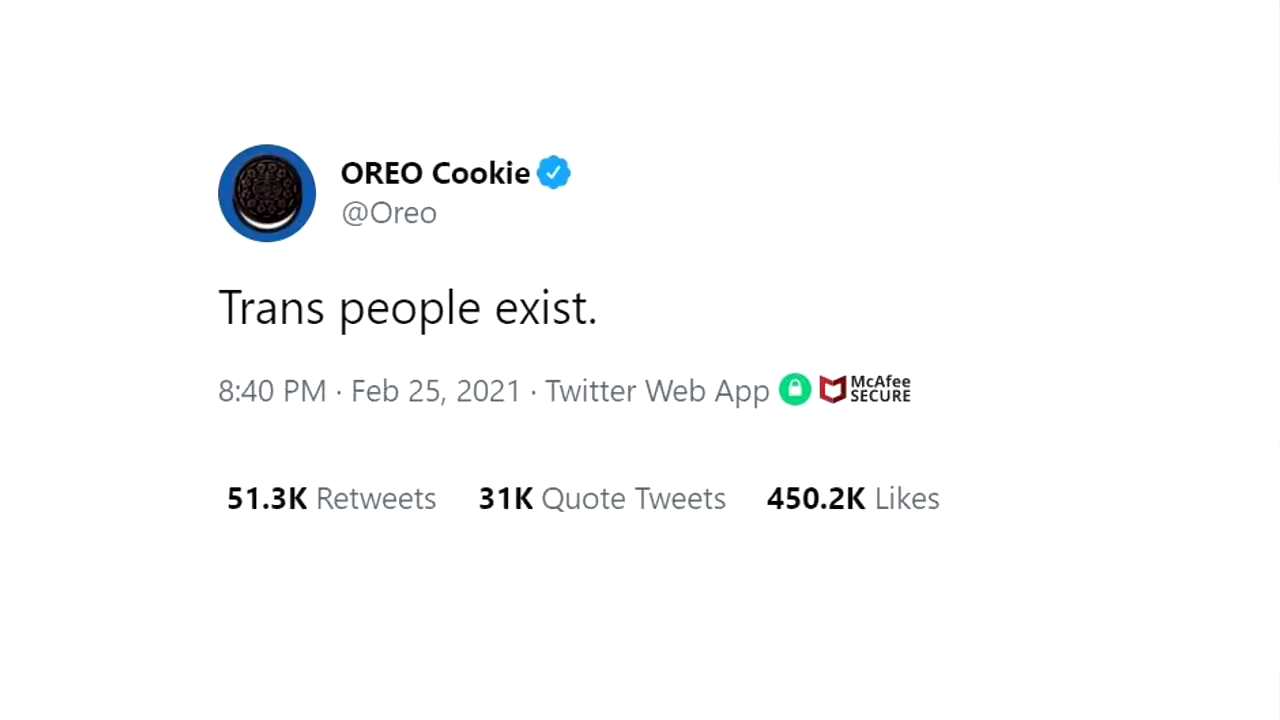 OREO Cookie
@Oreo
Trans people exist.
8:40 PM · Feb 25, 2021 · Twitter Web App McAfee SECURE
51.3K Retweets 31K Quote Tweets 450.2K Likes